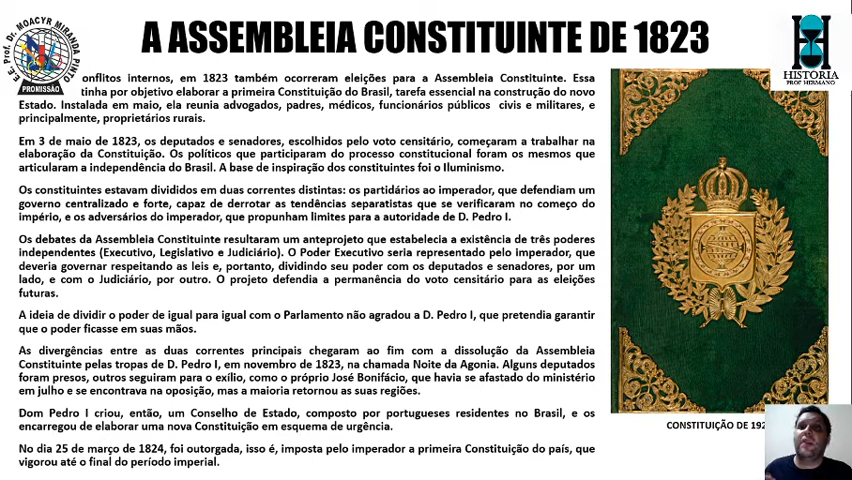 A ASSEMBLEIA CONSTITUINTE DE 1823
E.E. Prof. Dr. MOACYR MIRANDA PINTO
PROMISSÃO
HISTORIA
PROF HERMANO
onflitos internos, em 1823 também ocorreram eleições para a Assembleia Constituinte. Essa
tinha por objetivo elaborar a primeira Constituição do Brasil, tarefa essencial na construção do novo
Estado. Instalada em maio, ela reunia advogados, padres, médicos, funcionários públicos civis e militares, e
principalmente, proprietários rurais.
Em 3 de maio de 1823, os deputados e senadores, escolhidos pelo voto censitário, começaram a trabalhar na
elaboração da Constituição. Os políticos que participaram do processo constitucional foram os mesmos que
articularam a independência do Brasil. A base de inspiração dos constituintes foi o Iluminismo.
Os constituintes estavam divididos em duas correntes distintas: os partidários ao imperador, que defendiam um
governo centralizado e forte, capaz de derrotar as tendências separatistas que se verificaram no começo do
império, e os adversários do imperador, que propunham limites para a autoridade de D. Pedro I.
Os debates da Assembleia Constituinte resultaram um anteprojeto que estabelecia a existência de três poderes
independentes (Executivo, Legislativo e Judiciário). O Poder Executivo seria representado pelo imperador, que
deveria governar respeitando as leis e, portanto, dividindo seu poder com os deputados e senadores, por um
lado, e com o Judiciário, por outro. O projeto defendia a permanência do voto censitário para as eleições
futuras.
A ideia de dividir o poder de igual para igual com o Parlamento não agradou a D. Pedro I, que pretendia garantir
que o poder ficasse em suas mãos.
As divergências entre as duas correntes principais chegaram ao fim com a dissolução da Assembleia
Constituinte pelas tropas de D. Pedro I, em novembro de 1823, na chamada Noite da Agonia. Alguns deputados
foram presos, outros seguiram para o exílio, como o próprio José Bonifácio, que havia se afastado do ministério
em julho e se encontrava na oposição, mas a maioria retornou as suas regiões.
Dom Pedro I criou, então, um Conselho de Estado, composto por portugueses residentes no Brasil, e os
encarregou de elaborar uma nova Constituição em esquema de urgência.
No dia 25 de março de 1824, foi outorgada, isso é, imposta pelo imperador a primeira Constituição do país, que
vigorou até o final do período imperial.
CONSTITUIÇÃO DE 192